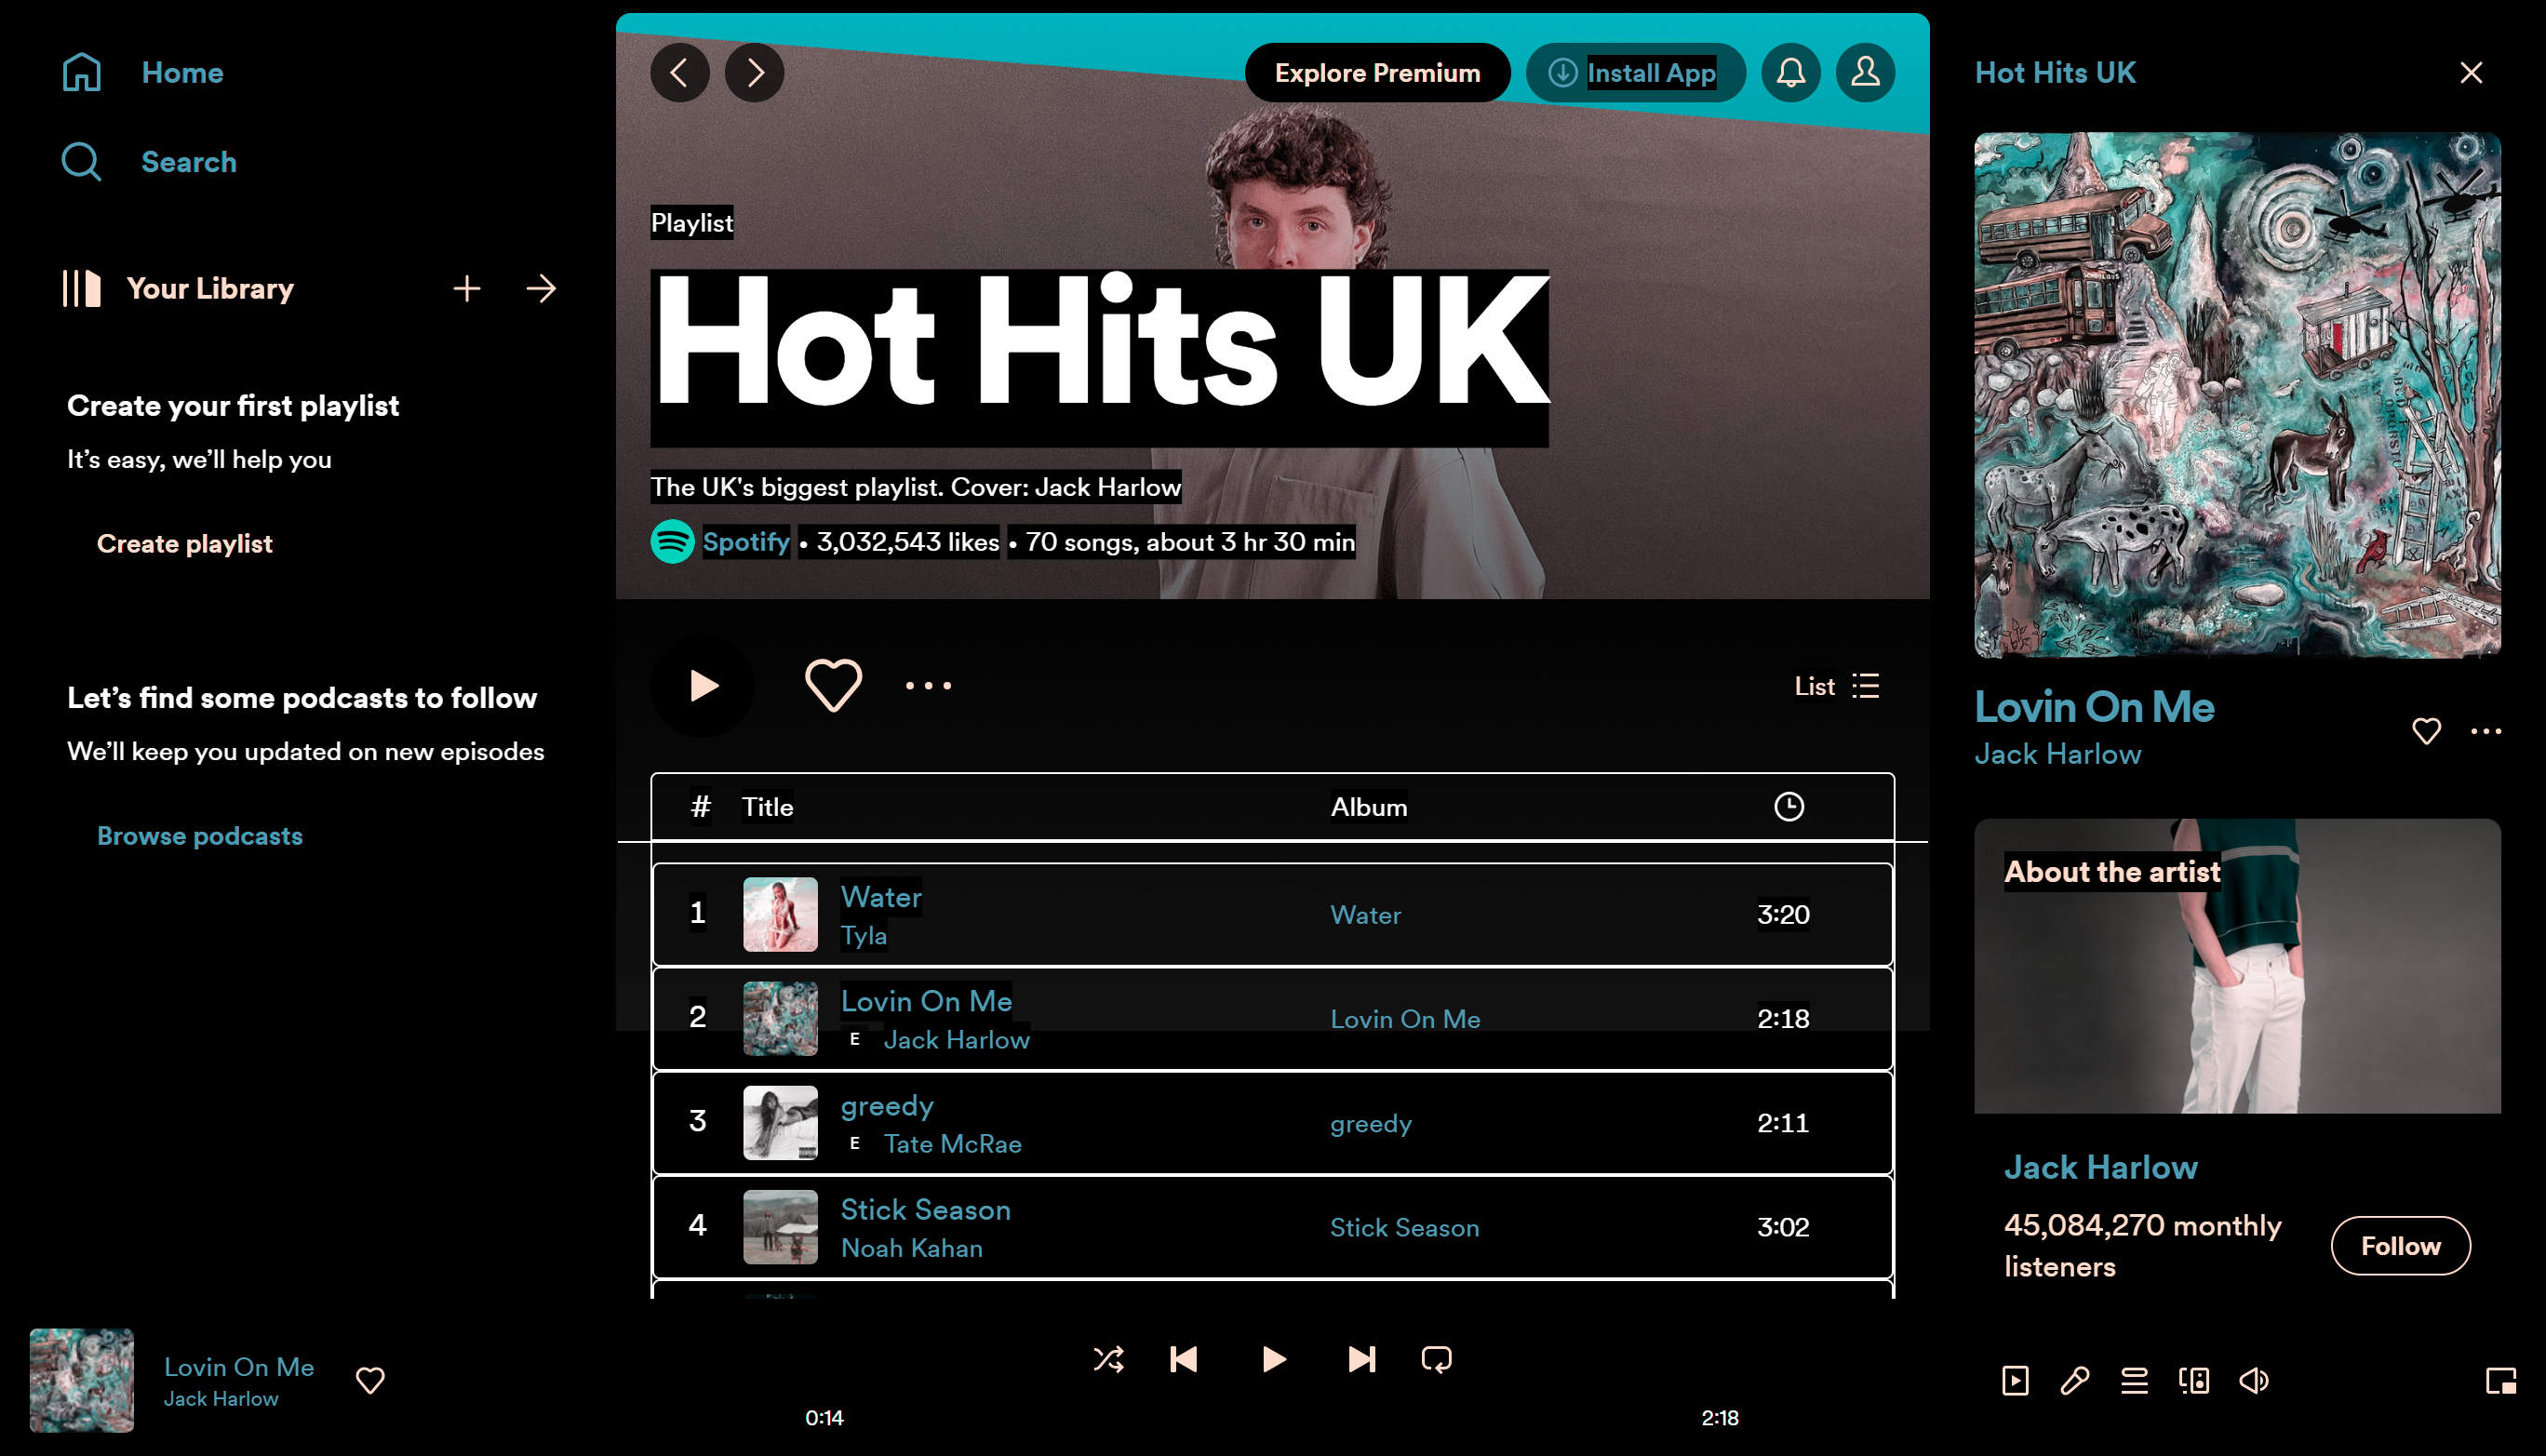 Home
Search
Your Library
Create your first playlist
It’s easy, we’ll help you
Create playlist
Let’s find some podcasts to follow
We’ll keep you updated on new episodes
Browse podcasts
Explore Premium
Install App
Playlist
Hot Hits UK
The UK's biggest playlist. Cover: Jack Harlow
Spotify • 3,032,543 likes • 70 songs, about 3 hr 30 min
List
# Title Album
1 Water Water 3:20
Tyla
2 Lovin On Me Lovin On Me 2:18
E Jack Harlow
3 greedy greedy 2:11
E Tate McRae
4 Stick Season Stick Season 3:02
Noah Kahan
Hot Hits UK
Lovin On Me
Jack Harlow
About the artist
Jack Harlow
45,084,270 monthly
listeners
Follow
Lovin On Me
Jack Harlow
0:14
2:18